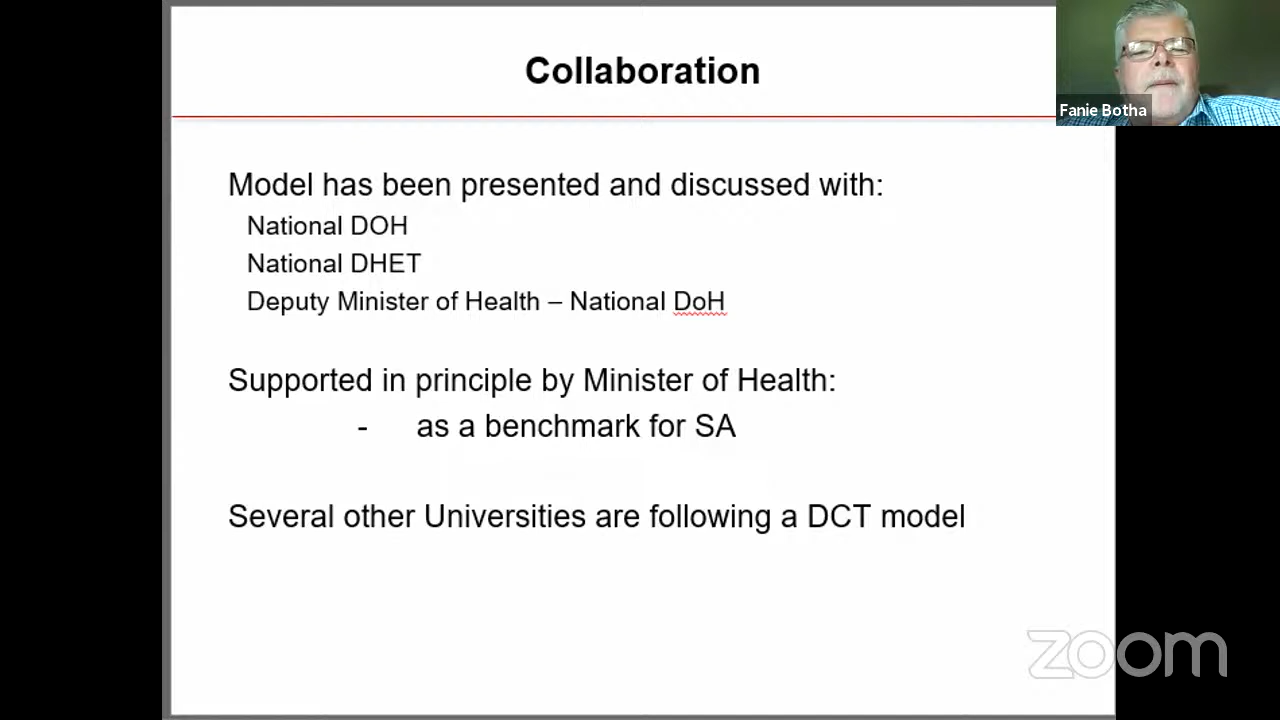 Collaboration
Fanie Botha
Model has been presented and discussed with:
National DOH
National DHET
Deputy Minister of Health – National DoH
Supported in principle by Minister of Health:
- as a benchmark for SA
Several other Universities are following a DCT model
zoom